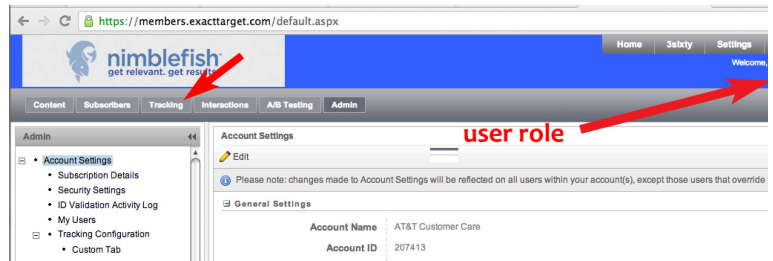 https://members.exacttarget.com/default.aspx
nimblefish
get relevant. get results
Home 3sixty Settings
Welcome,
Content Subscribers Tracking Interactions A/B Testing Admin
Admin
Account Settings
user role
Edit
Account Settings
Please note: changes made to Account Settings will be reflected on all users within your account(s), except those users that override
Subscription Details
Security Settings
General Settings
ID Validation Activity Log
My Users
Account Name AT&T Customer Care
Tracking Configuration
Account ID 207413
Custom Tab